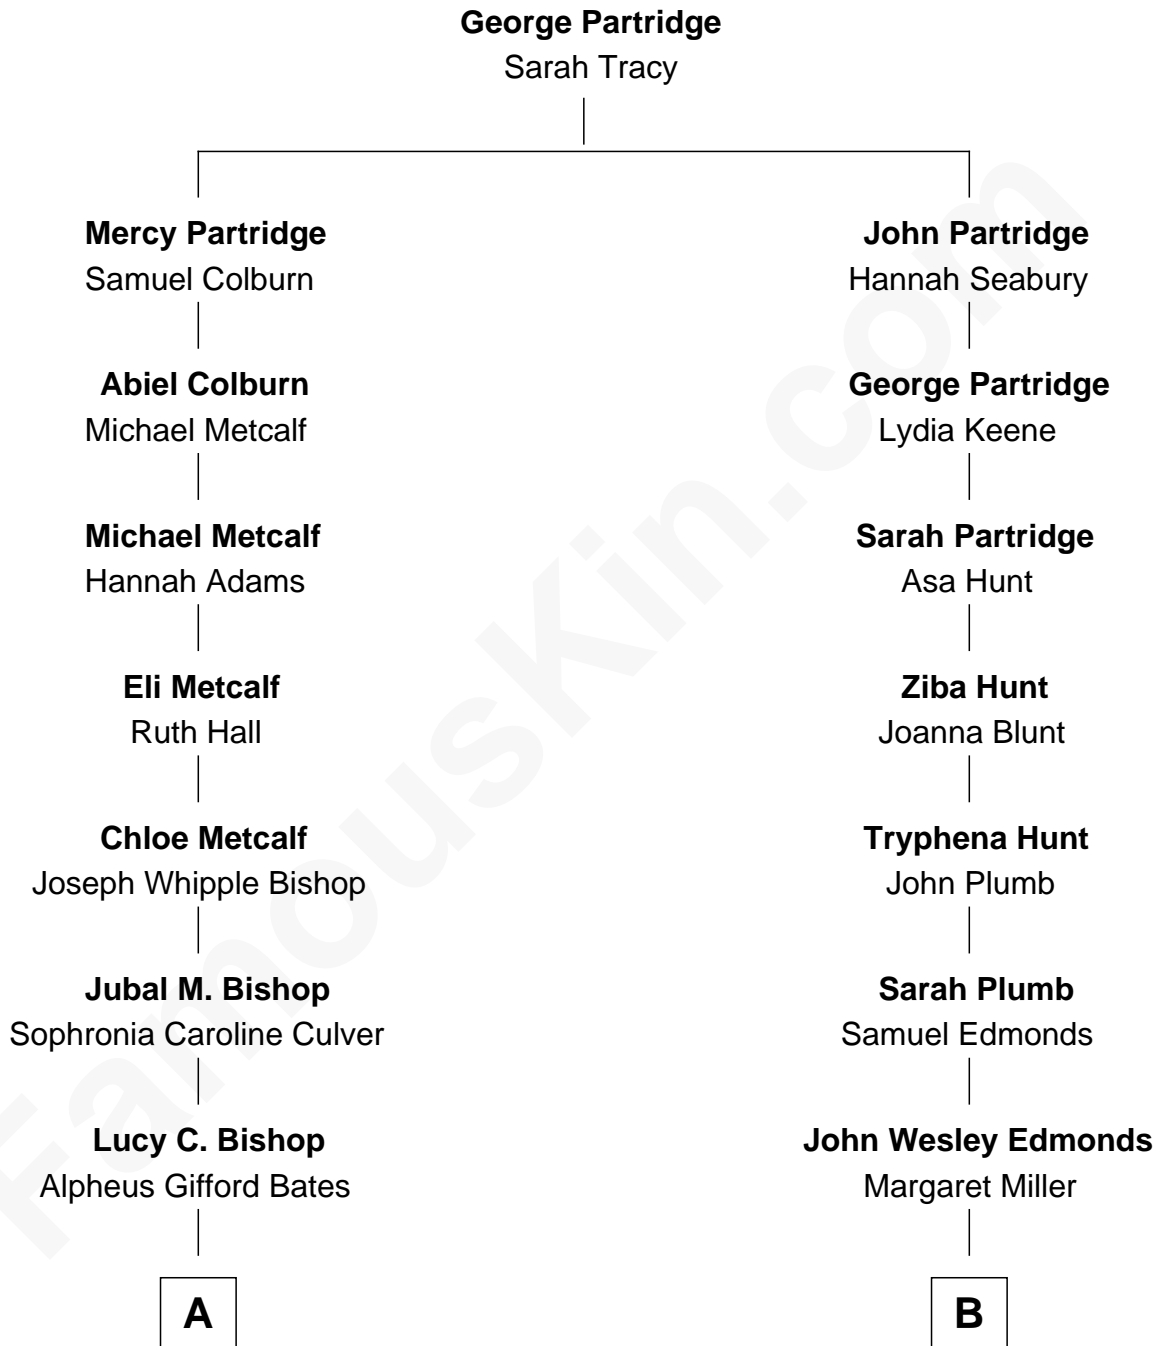 George Partridge
Sarah Tracy
Mercy Partridge
Samuel Colburn
John Partridge
Hannah Seabury
Abiel Colburn
Michael Metcalf
George Partridge
Lydia Keene
Michael Metcalf
Hannah Adams
Sarah Partridge
Asa Hunt
Eli Metcalf
Ruth Hall
Ziba Hunt
Joanna Blunt
Chloe Metcalf
Joseph Whipple Bishop
Tryphena Hunt
John Plumb
Jubal M. Bishop
Sophronia Caroline Culver
Sarah Plumb
Samuel Edmonds
Lucy C. Bishop
Alpheus Gifford Bates
John Wesley Edmonds
Margaret Miller
A
B
FamousKin.com